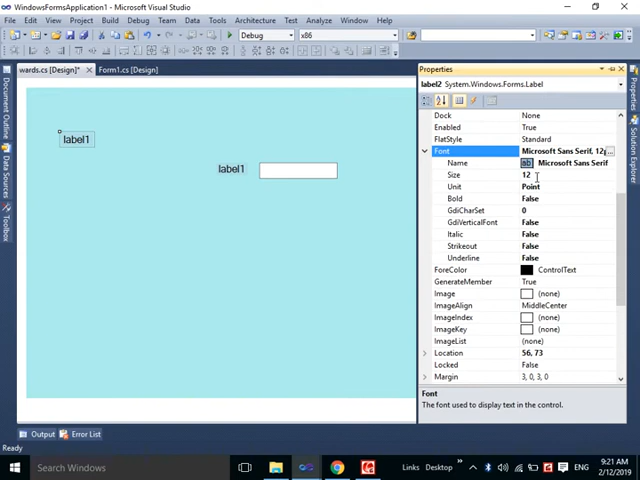 WindowsFormsApplication1 - Microsoft Visual Studio
File Edit View Project Build Debug Team Data Tools Architecture Test Analyze Window Help
Debug x86
wards.cs [Design]* Form1.cs [Design]
Properties
label2 System.Windows.Forms.Label
Dock None
Enabled True
FlatStyle Standard
Font Microsoft Sans Serif, 12p
Name ab Microsoft Sans Serif
Size 12
Unit Point
Bold False
GdiCharSet 0
GdiVerticalFont False
Italic False
Strikeout False
Underline False
ForeColor ControlText
GenerateMember True
Image (none)
ImageAlign MiddleCenter
ImageIndex (none)
ImageKey (none)
ImageList (none)
Location 56, 73
Locked False
Margin 3, 0, 3, 0
Font
The font used to display text in the control.
label1
label1
Document Outline
Server Explorer
Toolbox
Properties
Solution Explorer
Output Error List
Ready
Search Windows
Links Desktop
ENG
9:21 AM
2/12/2019